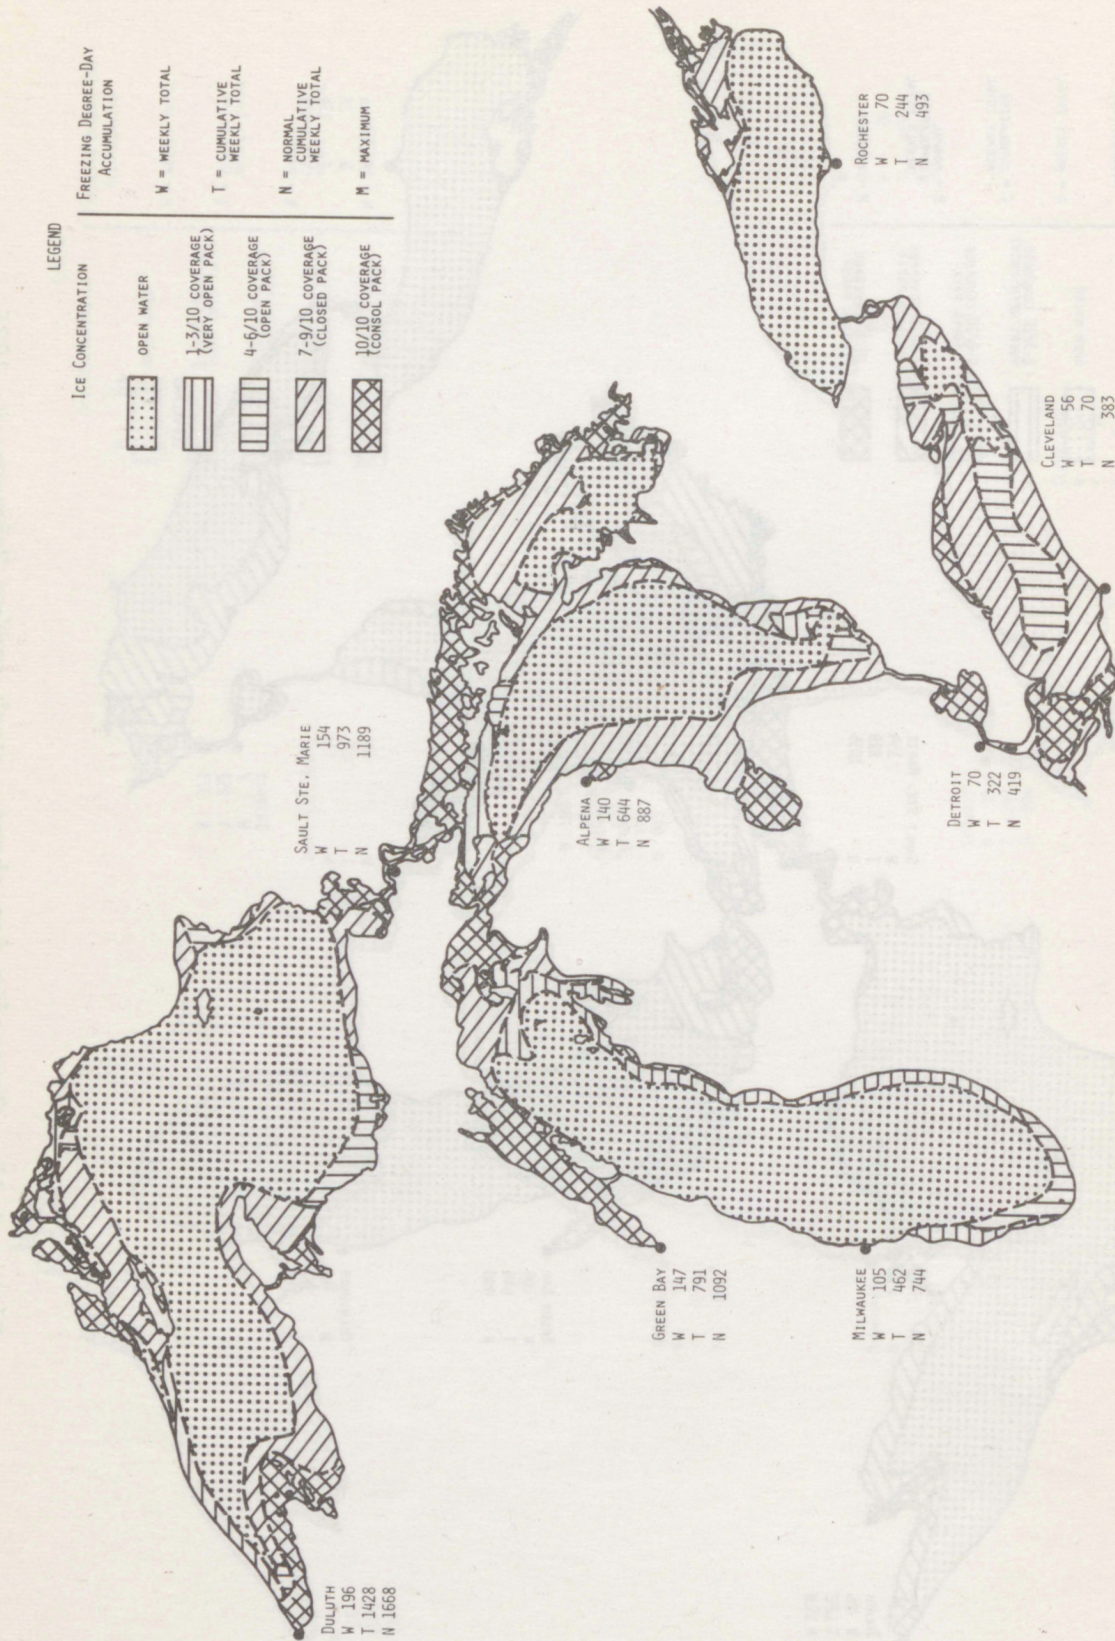 LEGEND
ICE CONCENTRATION
OPEN WATER
1-3/10 COVERAGE
(VERY OPEN PACK)
4-6/10 COVERAGE
(OPEN PACK)
7-9/10 COVERAGE
(CLOSED PACK)
10/10 COVERAGE
(CONSOL PACK)
FREEZING DEGREE-DAY
ACCUMULATION
W = WEEKLY TOTAL
T = CUMULATIVE
WEEKLY TOTAL
N = NORMAL
CUMULATIVE
WEEKLY TOTAL
M = MAXIMUM
DULUTH
W 196
T 1428
N 1668
SAULT STE. MARIE
W 154
T 973
N 1189
GREEN BAY
W 147
T 791
N 1092
ALPENA
W 140
T 644
N 887
MILWAUKEE
W 105
T 462
N 744
DETROIT
W 70
T 322
N 419
CLEVELAND
W 56
T 70
N 383
ROCHESTER
W 70
T 244
N 493